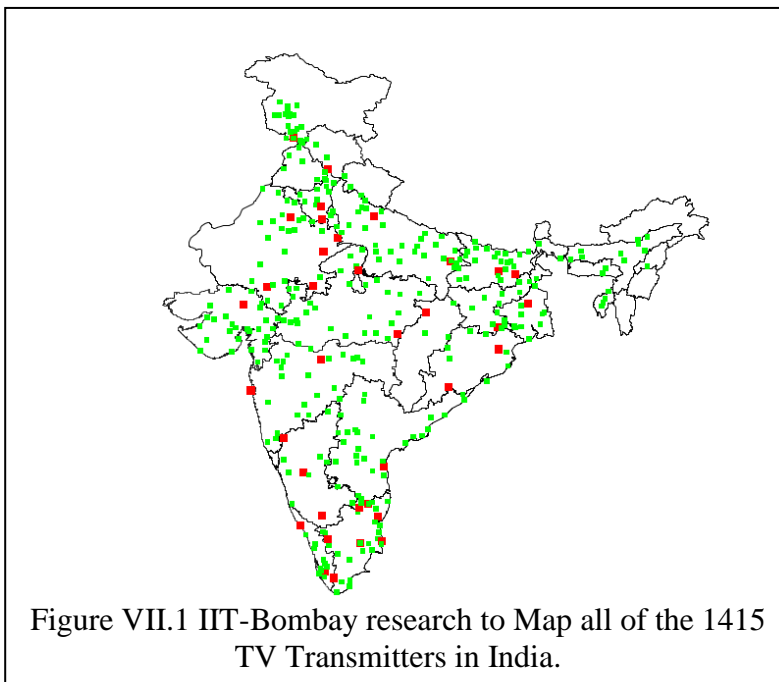 Figure VII.1 IIT-Bombay research to Map all of the 1415
TV Transmitters in India.